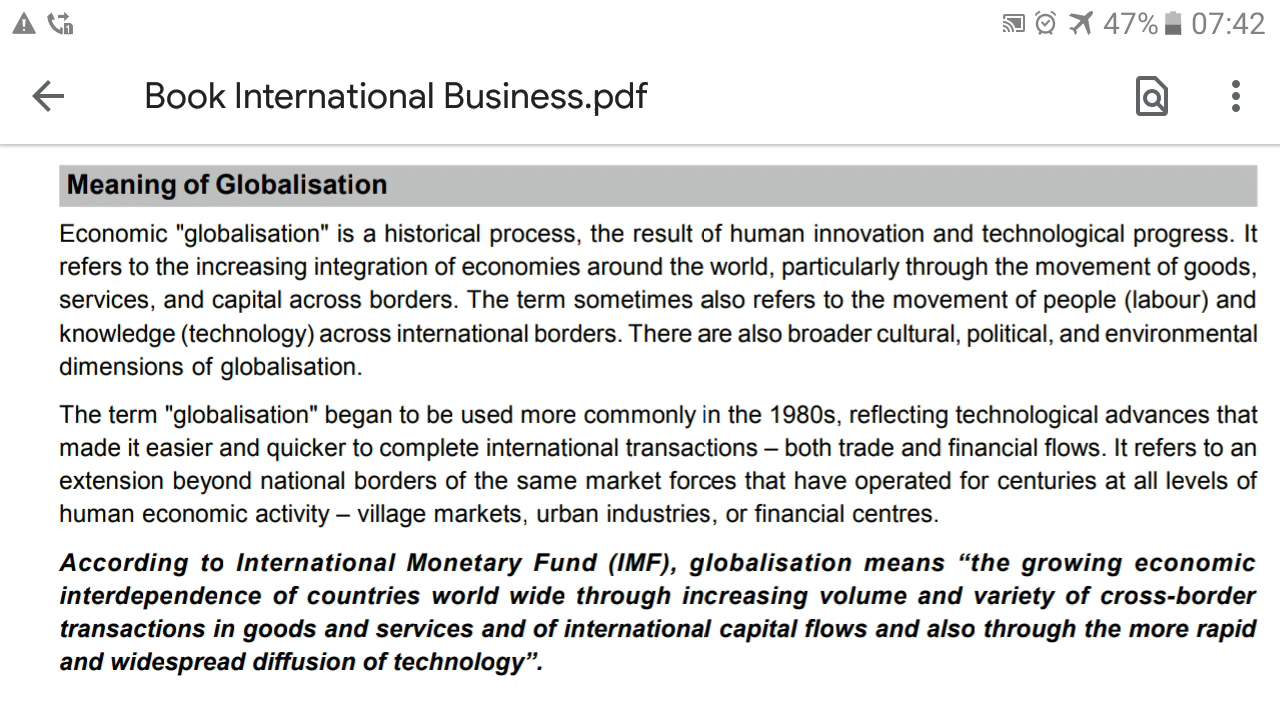 47% 07:42
Book International Business.pdf
Meaning of Globalisation
Economic "globalisation" is a historical process, the result of human innovation and technological progress. It
refers to the increasing integration of economies around the world, particularly through the movement of goods,
services, and capital across borders. The term sometimes also refers to the movement of people (labour) and
knowledge (technology) across international borders. There are also broader cultural, political, and environmental
dimensions of globalisation.
The term "globalisation" began to be used more commonly in the 1980s, reflecting technological advances that
made it easier and quicker to complete international transactions – both trade and financial flows. It refers to an
extension beyond national borders of the same market forces that have operated for centuries at all levels of
human economic activity – village markets, urban industries, or financial centres.
According to International Monetary Fund (IMF), globalisation means “the growing economic
interdependence of countries world wide through increasing volume and variety of cross-border
transactions in goods and services and of international capital flows and also through the more rapid
and widespread diffusion of technology”.